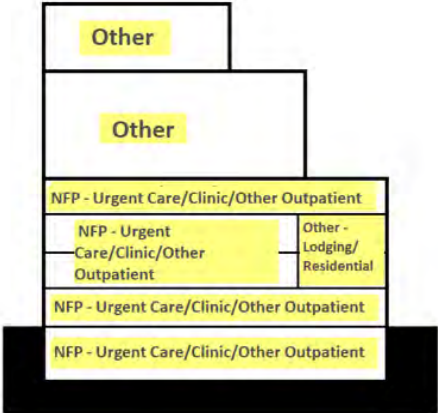 Other
Other
NFP - Urgent Care/Clinic/Other Outpatient
NFP - Urgent
Care/Clinic/Other
Outpatient
Other -
Lodging/
Residential
NFP - Urgent Care/Clinic/Other Outpatient
NFP - Urgent Care/Clinic/Other Outpatient